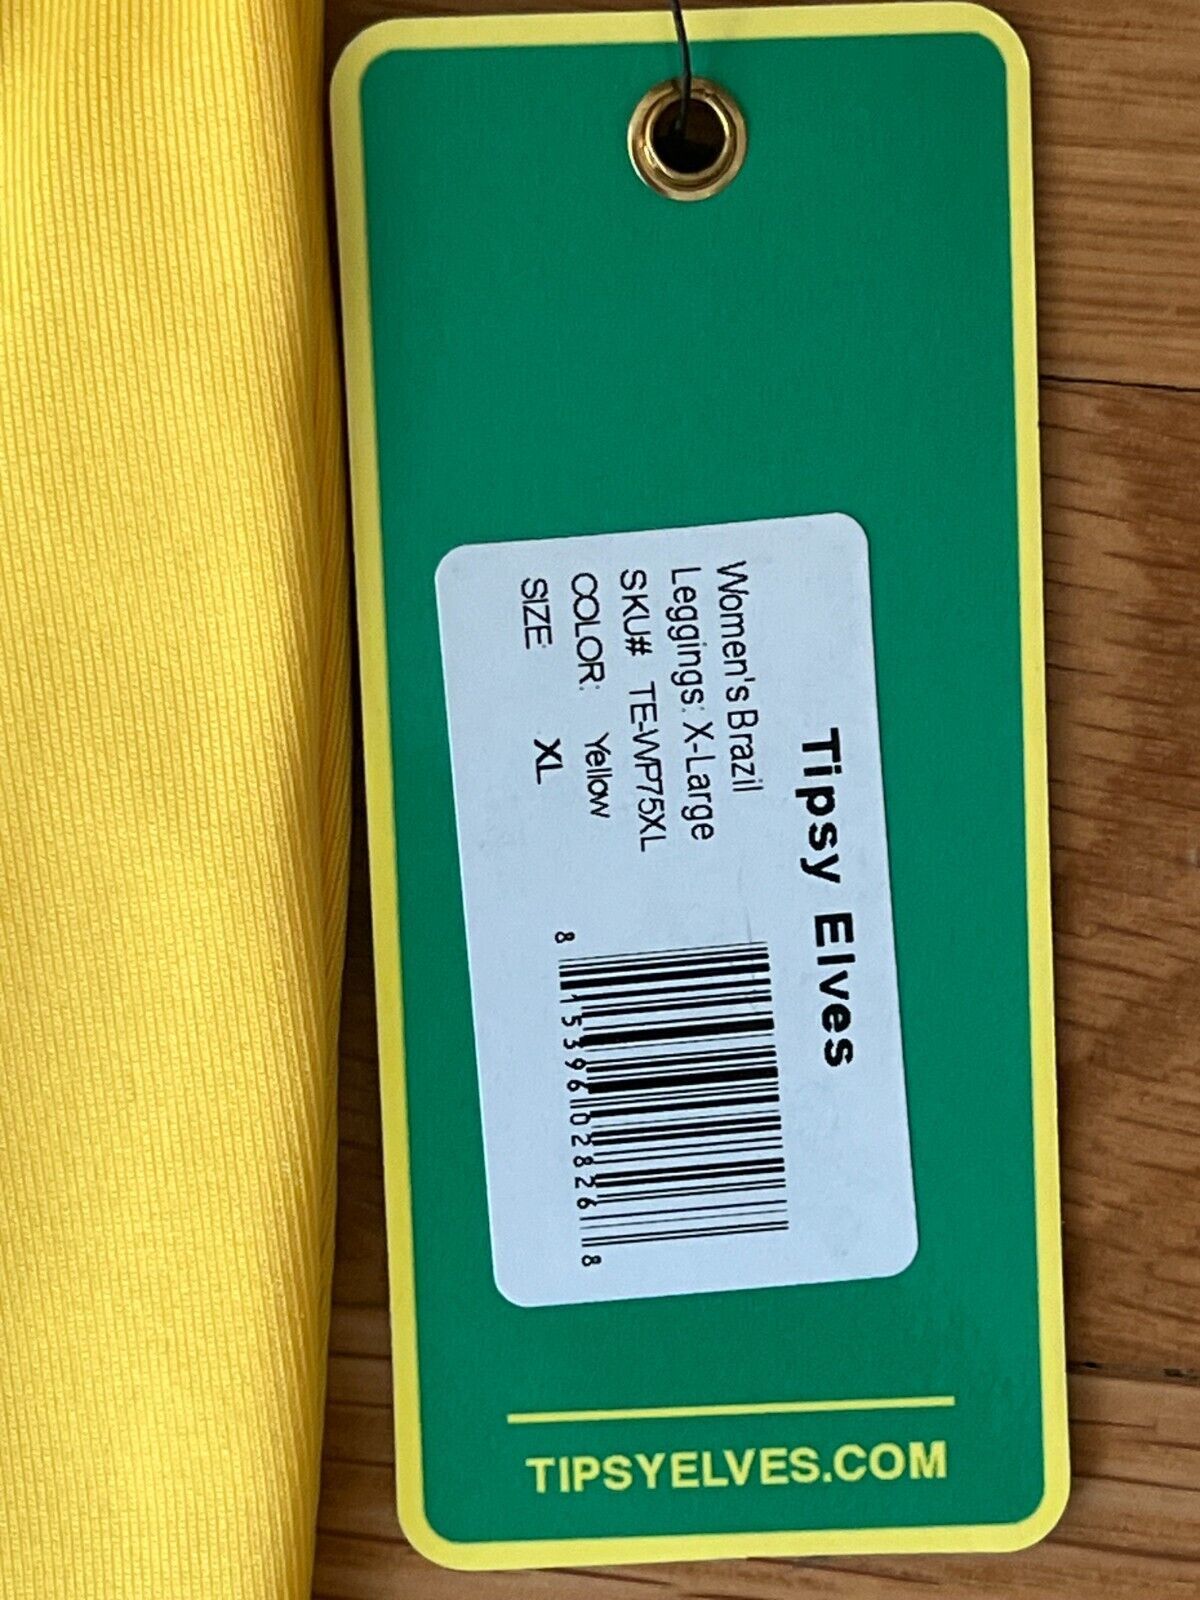 Tipsy Elves
Women's Brazil
Leggings: X-Large
SKU# TE-WP75XL
COLOR: Yellow
SIZE: XL
8 15396 02826 8
TIPSYELVES.COM